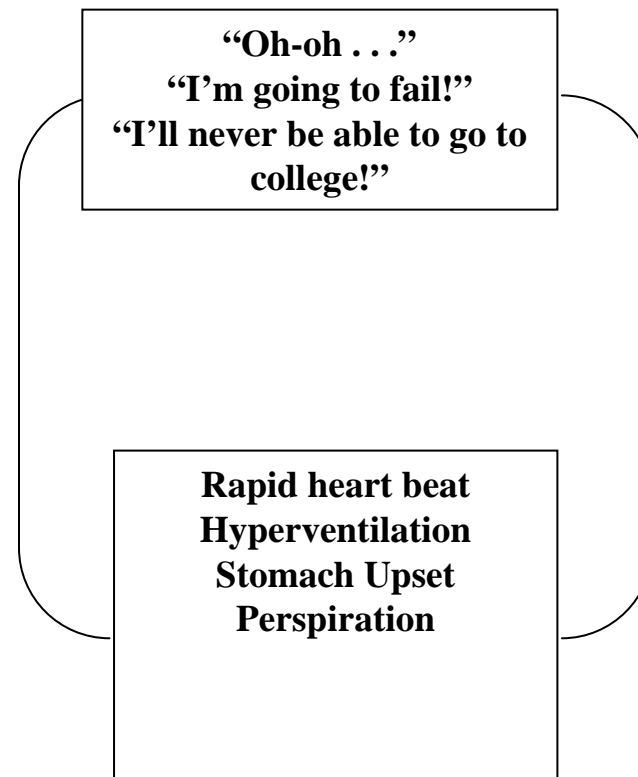 “Oh-oh . . .”
“I’m going to fail!”
“I’ll never be able to go to
college!”
Rapid heart beat
Hyperventilation
Stomach Upset
Perspiration